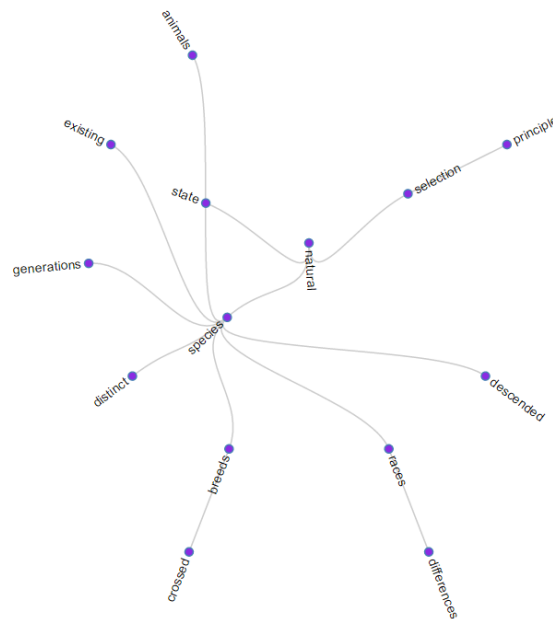 animals
existing
principle
selection
state
natural
generations
species
distinct
descended
breeds
races
crossed
differences